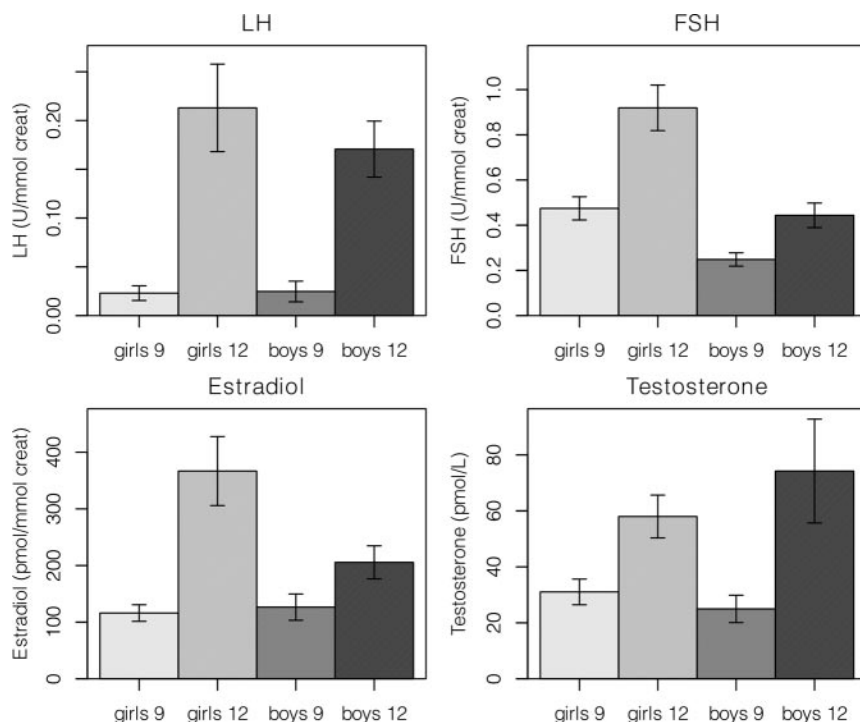 LH
LH (U/mmol creat)
0.00
0.10
0.20
girls 9
girls 12
boys 9
boys 12
FSH
FSH (U/mmol creat)
0.0
0.2
0.4
0.6
0.8
1.0
girls 9
girls 12
boys 9
boys 12
Estradiol
Estradiol (pmol/mmol creat)
0
100
200
300
400
girls 9
girls 12
boys 9
boys 12
Testosterone
Testosterone (pmol/L)
0
20
40
60
80
girls 9
girls 12
boys 9
boys 12